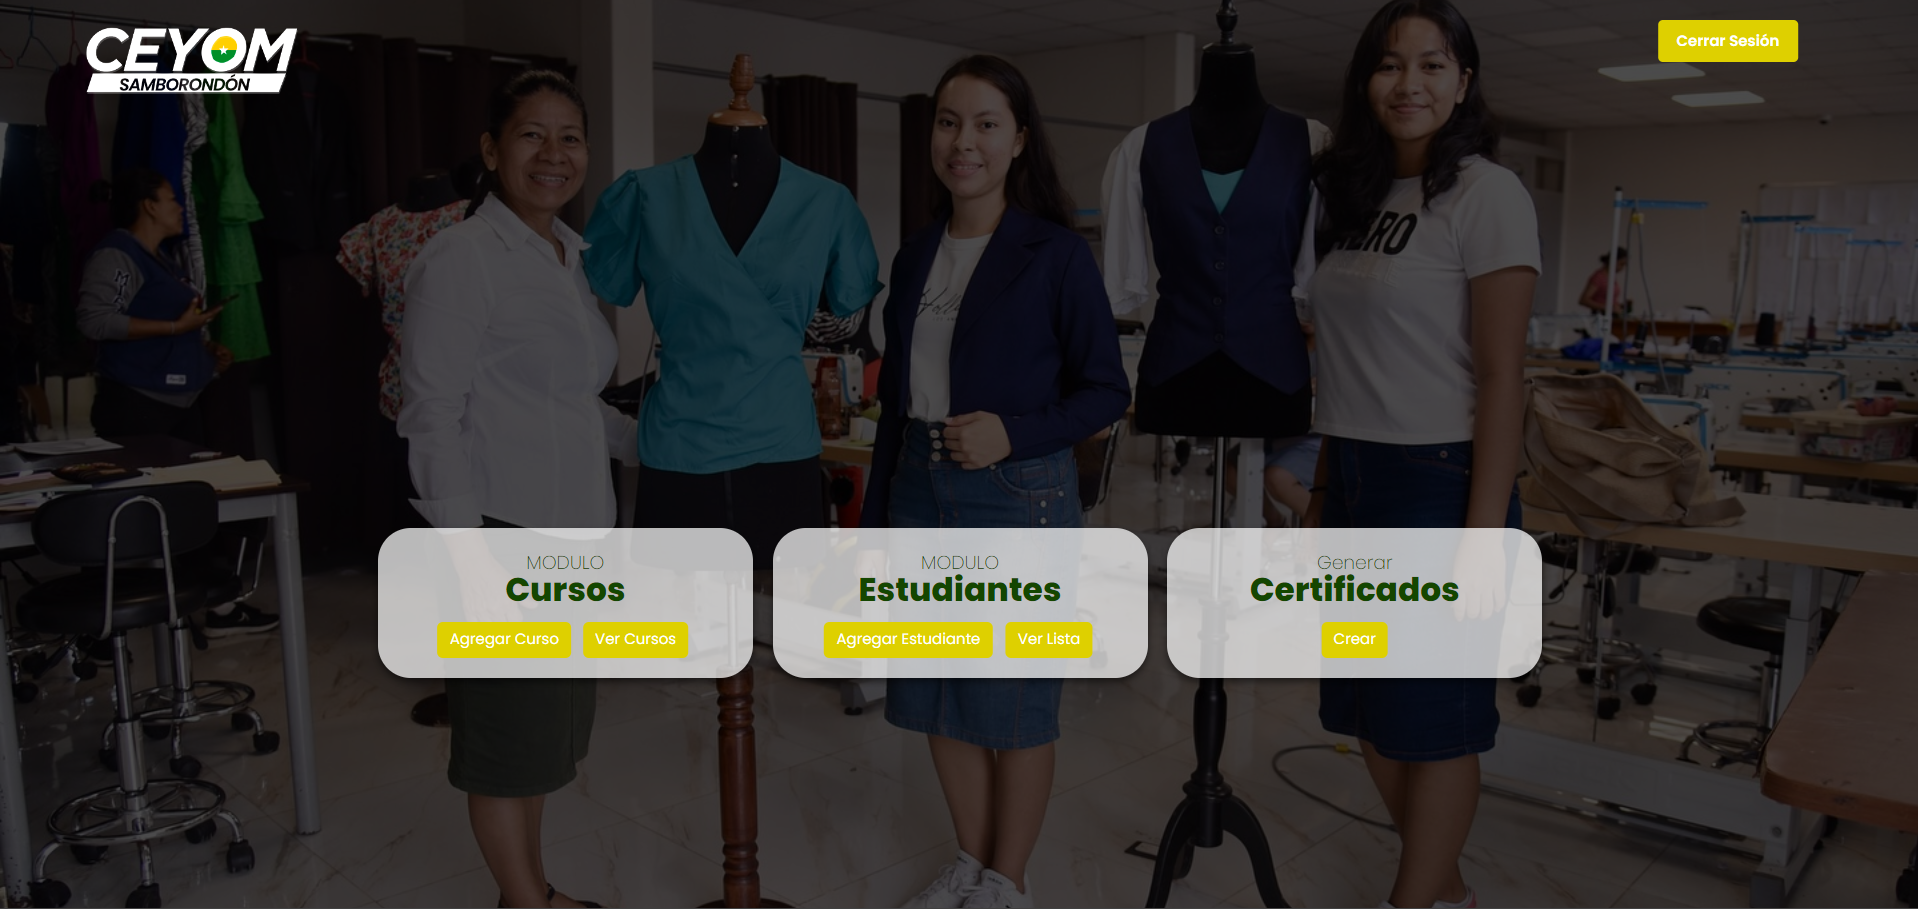 CEYOM
SAMBORONDÓN
Cerrar Sesión
MODULO
Cursos
Agregar Curso
Ver Cursos
MODULO
Estudiantes
Agregar Estudiante
Ver Lista
Generar
Certificados
Crear